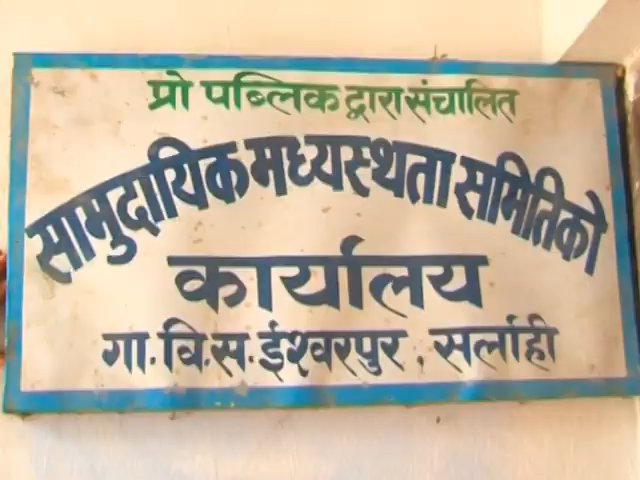 प्रो पब्लिक द्वारा संचालित
सामुदायिक मध्यस्थता समितिको
कार्यालय
गा.वि.स. ईश्वरपुर , सर्लाही